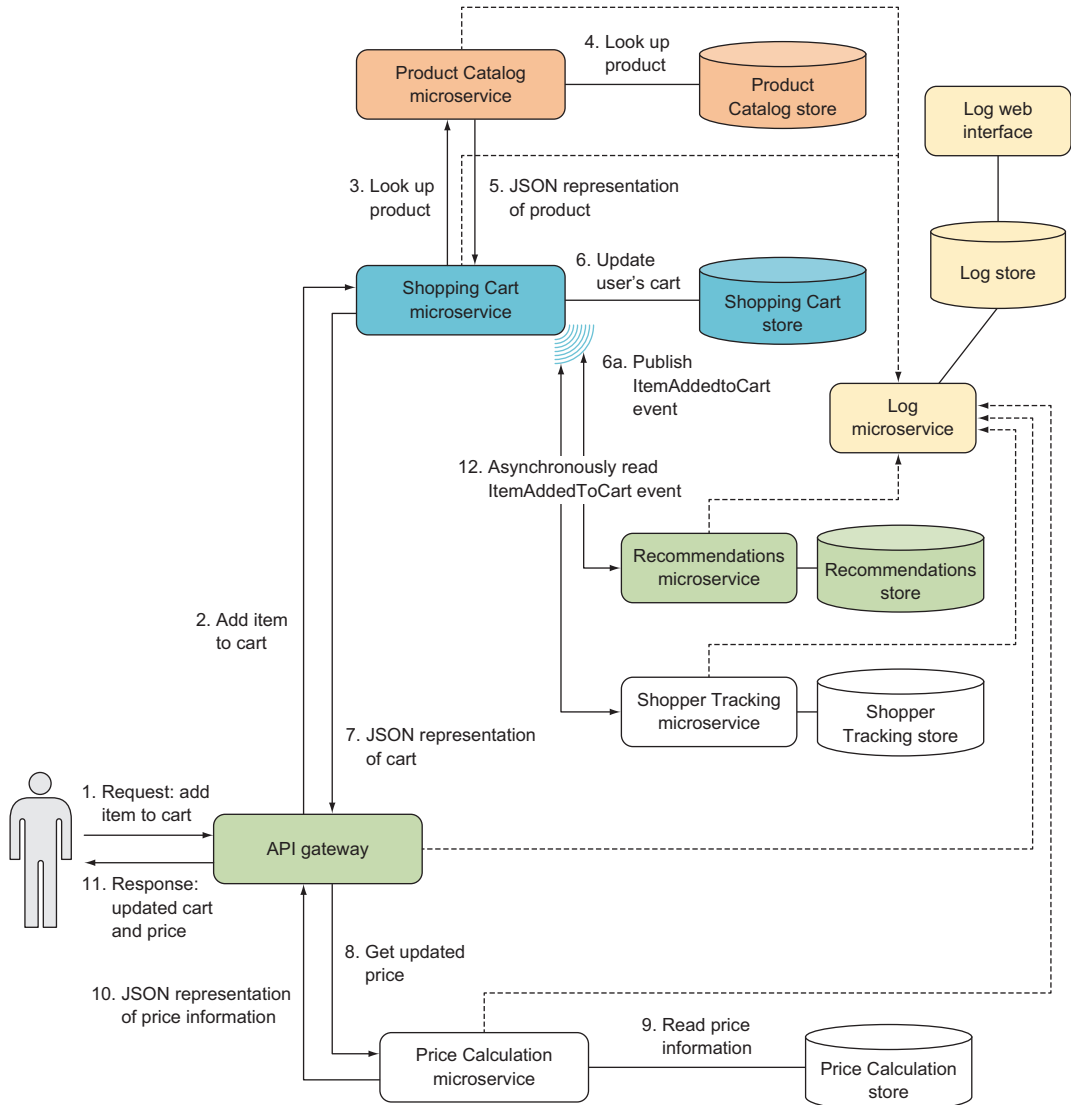 4. Look up
product
Product Catalog
microservice
Product
Catalog store
Log web
interface
3. Look up
product
5. JSON representation
of product
Log store
6. Update
user's cart
Shopping Cart
microservice
Shopping Cart
store
6a. Publish
ItemAddedtoCart
event
Log
microservice
12. Asynchronously read
ItemAddedToCart event
Recommendations
microservice
Recommendations
store
2. Add item
to cart
Shopper Tracking
microservice
Shopper
Tracking store
7. JSON representation
of cart
1. Request: add
item to cart
API gateway
11. Response:
updated cart
and price
8. Get updated
price
10. JSON representation
of price information
9. Read price
information
Price Calculation
microservice
Price Calculation
store